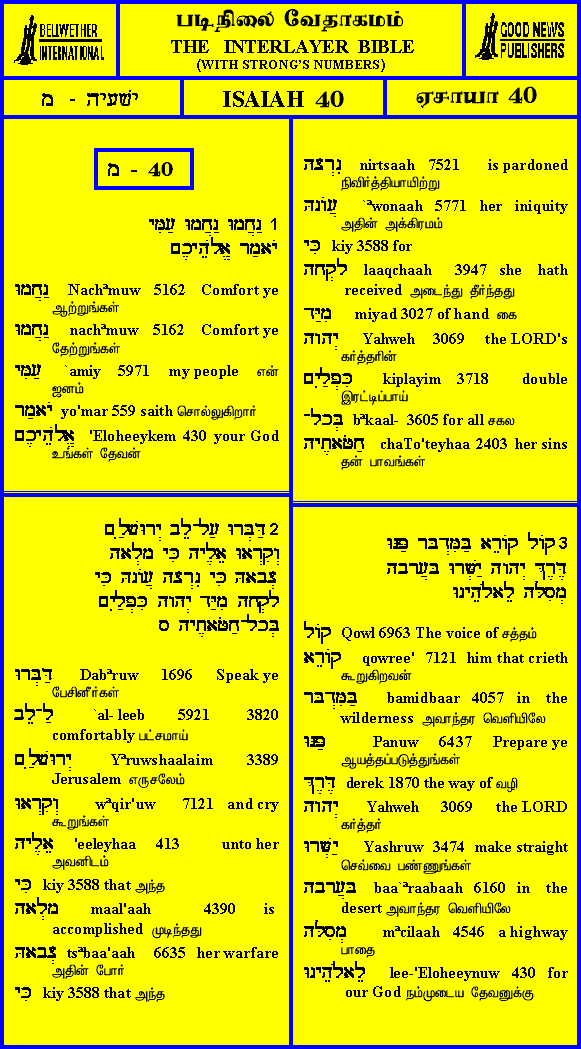 BELLWETHER
INTERNATIONAL
படிநிலை வேதாகமம்
THE INTERLAYER BIBLE
(WITH STRONG'S NUMBERS)
GOOD NEWS
PUBLISHERS
ישעיה - מ
ISAIAH 40
ஏசாயா 40
מ - 40
1 נַחֲמוּ נַחֲמוּ עַמִּי
יֹאמַר אֱלֹהֵיכֶם
נַחֲמוּ Nachᵃmuw 5162 Comfort ye
ஆற்றுங்கள்
נַחֲמוּ nachᵃmuw 5162 Comfort ye
தேற்றுங்கள்
עַמִּי `amiy 5971 my people என்
ஜனம்
יֹאמַר yo'mar 559 saith சொல்லுகிறார்
אֱלֹהֵיכֶם 'Eloheeykem 430 your God
உங்கள் தேவன்
2 דַּבְּרוּ עַל־לֵב יְרוּשָׁלַ͏ִם
וְקִרְאוּ אֵלֶיהָ כִּי מָלְאָה
צְבָאָהּ כִּי נִרְצָה עֲוֹנָהּ כִּי
לָקְחָה מִיַּד יְהוָה כִּפְלַיִם
בְּכָל־חַטֹּאתֶיהָ ס
דַּבְּרוּ Dabᵃruw 1696 Speak ye
பேசினீர்கள்
לַ־לֵב `al- leeb 5921 3820
comfortably பட்சமாய்
יְרוּשָׁלַ͏ִם Yᵃruwshaalaim 3389
Jerusalem எருசலேம்
וְקִרְאוּ wᵃqir'uw 7121 and cry
கூறுங்கள்
אֵלֶיהָ 'eeleyhaa 413 unto her
அவனிடம்
כִּי kiy 3588 that அந்த
מָלְאָה maal'aah 4390 is
accomplished முடிந்தது
צְבָאָהּ tsᵃbaa'aah 6635 her warfare
அதின் போர்
כִּי kiy 3588 that அந்த
נִרְצָה nirtsaah 7521 is pardoned
நிவிர்த்தியாயிற்று
עֲוֹנָהּ `ᵃwonaah 5771 her iniquity
அதின் அக்கிரமம்
כִּי kiy 3588 for
לָקְחָה laaqchaah 3947 she hath
received அடைந்து தீர்ந்தது
מִיַּד miyad 3027 of hand கை
יְהוָה Yahweh 3069 the LORD's
கர்த்தரின்
כִּפְלַיִם kiplayim 3718 double
இரட்டிப்பாய்
בְּכָל־ bᵃkaal- 3605 for all சகல
חַטֹּאתֶיהָ chaTo'teyhaa 2403 her sins
தன் பாவங்கள்
3 קוֹל קוֹרֵא בַּמִּדְבָּר פַּנּוּ
דֶּרֶךְ יְהוָה יַשְּׁרוּ בָּעֲרָבָה
מְסִלָּה לֵאלֹהֵינוּ
קוֹל Qowl 6963 The voice of சத்தம்
קוֹרֵא qowree' 7121 him that crieth
கூறுகிறவன்
בַּמִּדְבָּר bamidbaar 4057 in the
wilderness அவாந்தர வெளியிலே
פַּנּוּ Panuw 6437 Prepare ye
ஆயத்தப்படுத்துங்கள்
דֶּרֶךְ derek 1870 the way of வழி
יְהוָה Yahweh 3069 the LORD
கர்த்தர்
יַשְּׁרוּ Yashruw 3474 make straight
செவ்வை பண்ணுங்கள்
בָּעֲרָבָה baa`ᵃraabaah 6160 in the
desert அவாந்தர வெளியிலே
מְסִלָּה mᵃcilaah 4546 a highway
பாதை
לֵאלֹהֵינוּ lee-'Eloheeynuw 430 for
our God நம்முடைய தேவனுக்கு